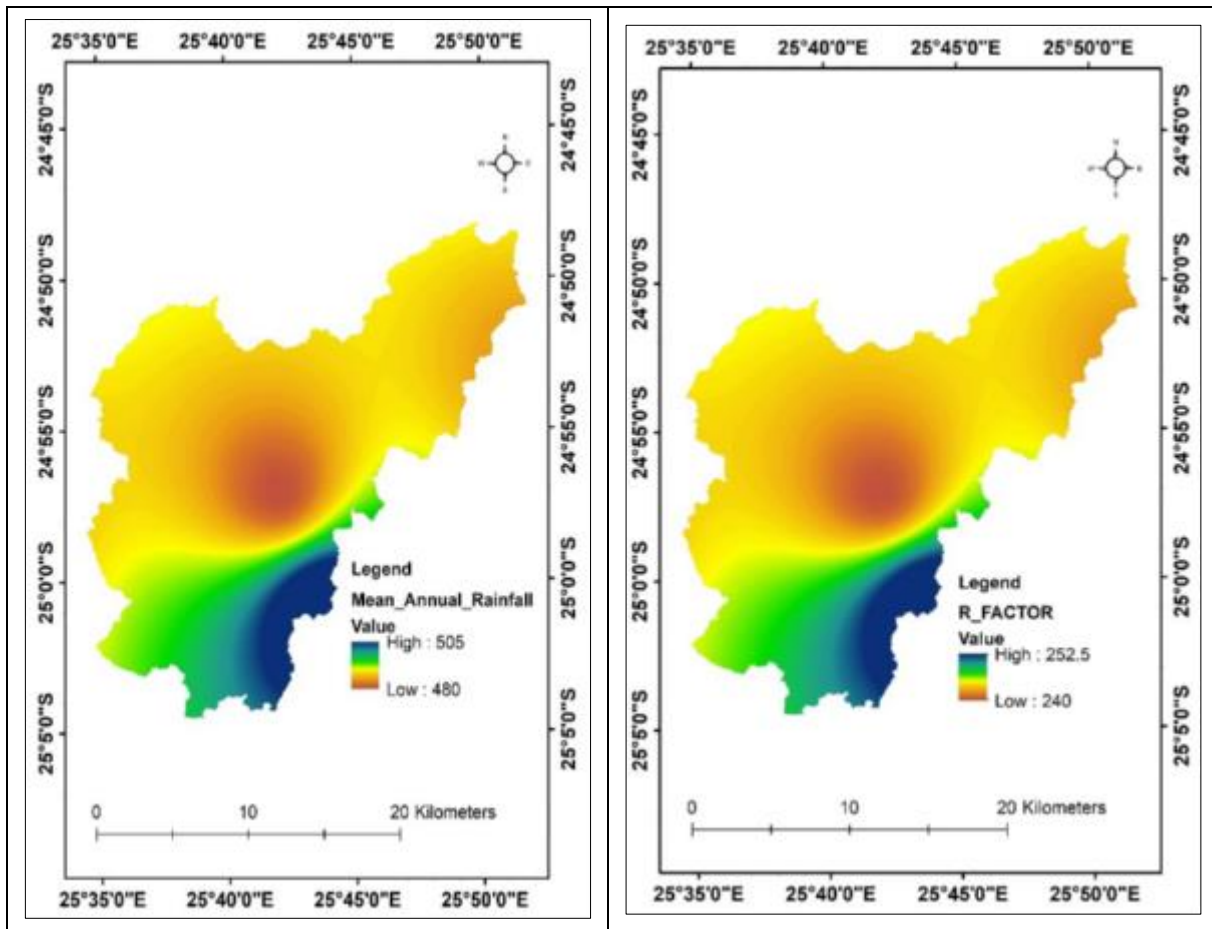 25°35'0"E 25°40'0"E 25°45'0"E 25°50'0"E
24°45'0"S
24°50'0"S
24°55'0"S
25°0'0"S
25°5'0"S
24°45'0"S
24°50'0"S
24°55'0"S
25°0'0"S
25°5'0"S
Legend
Mean_Annual_Rainfall
Value
High : 505
Low : 480
0 10 20 Kilometers
25°35'0"E 25°40'0"E 25°45'0"E 25°50'0"E
25°35'0"E 25°40'0"E 25°45'0"E 25°50'0"E
24°45'0"S
24°50'0"S
24°55'0"S
25°0'0"S
25°5'0"S
24°45'0"S
24°50'0"S
24°55'0"S
25°0'0"S
25°5'0"S
Legend
R_FACTOR
Value
High : 252.5
Low : 240
0 10 20 Kilometers
25°35'0"E 25°40'0"E 25°45'0"E 25°50'0"E